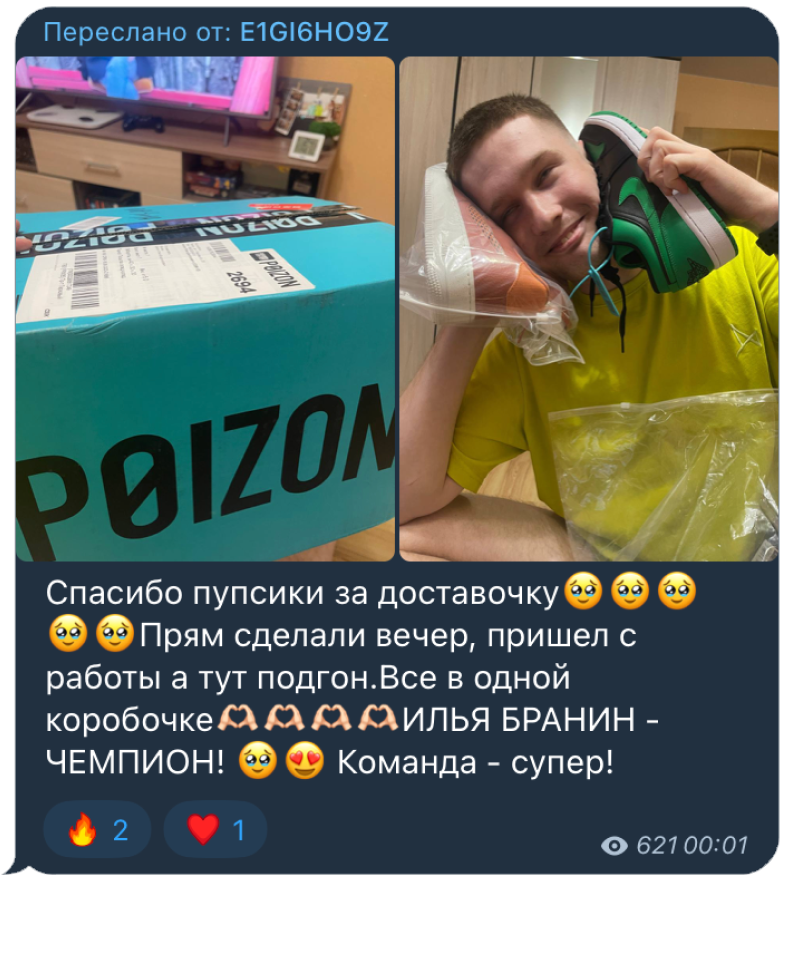 Переслано от: E1GI6HO9Z
POIZON
POIZON
2694
PØIZON
Спасибо пупсики за доставочку🥹🥹🥹
🥹🥹Прям сделали вечер, пришел с
работы а тут подгон.Все в одной
коробочке🫶🏻🫶🏻🫶🏻🫶🏻ИЛЬЯ БРАНИН -
ЧЕМПИОН! 🥹😍 Команда - супер!
🔥 2 ❤️ 1
621 00:01